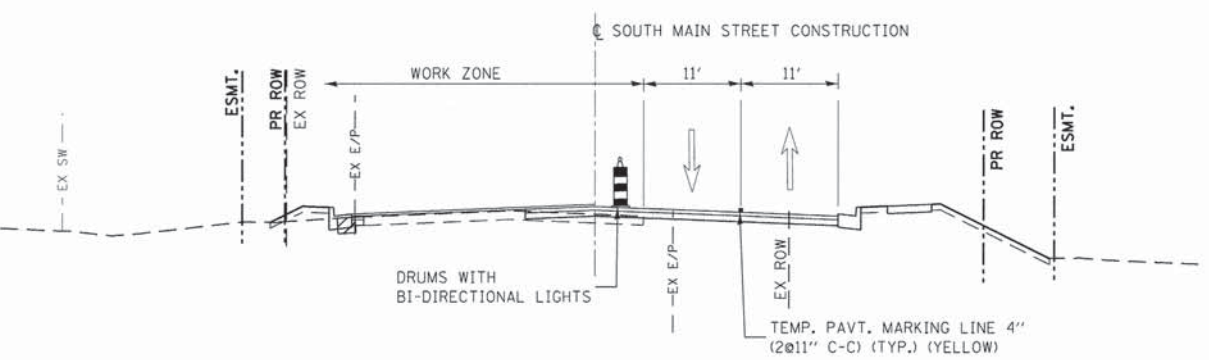 ℄ SOUTH MAIN STREET CONSTRUCTION
WORK ZONE
11'
11'
ESMT.
PR ROW
EX ROW
EX E/P
EX SW
PR ROW
ESMT.
DRUMS WITH
BI-DIRECTIONAL LIGHTS
EX E/P
EX ROW
TEMP. PAVT. MARKING LINE 4"
(2@11" C-C) (TYP.) (YELLOW)